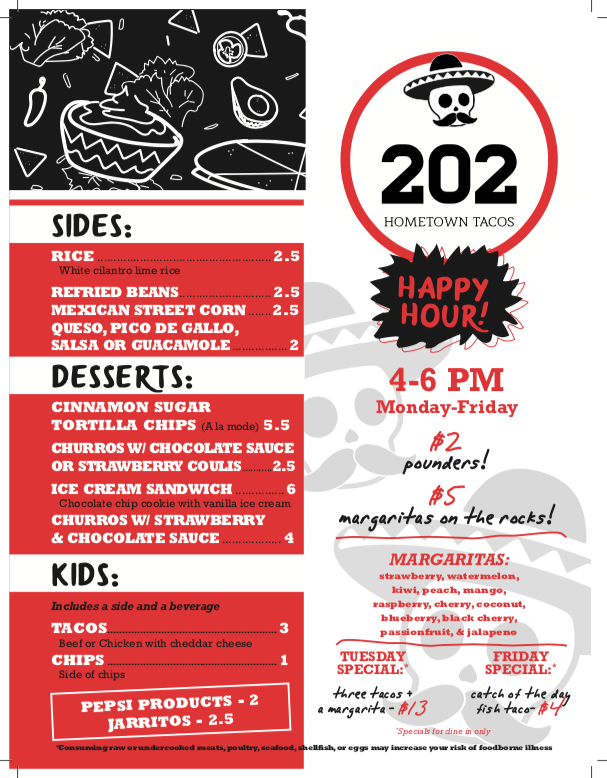 SIDES:
RICE 2.5
White cilantro lime rice
REFRIED BEANS 2.5
MEXICAN STREET CORN 2.5
QUESO, PICO DE GALLO,
SALSA OR GUACAMOLE 2
DESSERTS:
CINNAMON SUGAR
TORTILLA CHIPS (A la mode) 5.5
CHURROS W/ CHOCOLATE SAUCE
OR STRAWBERRY COULIS 2.5
ICE CREAM SANDWICH 6
Chocolate chip cookie with vanilla ice cream
CHURROS W/ STRAWBERRY
& CHOCOLATE SAUCE 4
KIDS:
Includes a side and a beverage
TACOS 3
Beef or Chicken with cheddar cheese
CHIPS 1
Side of chips
PEPSI PRODUCTS - 2
JARRITOS - 2.5
202
HOMETOWN TACOS
HAPPY
HOUR!
4-6 PM
Monday-Friday
$2
pounders!
$5
margaritas on the rocks!
MARGARITAS:
strawberry, watermelon,
kiwi, peach, mango,
raspberry, cherry, coconut,
blueberry, black cherry,
passionfruit, & jalapeno
TUESDAY
SPECIAL:*
three tacos +
a margarita - $13
FRIDAY
SPECIAL:*
catch of the day
fish taco- $4
*Specials for dine in only
*Consuming raw or undercooked meats, poultry, seafood, shellfish, or eggs may increase your risk of foodborne illness